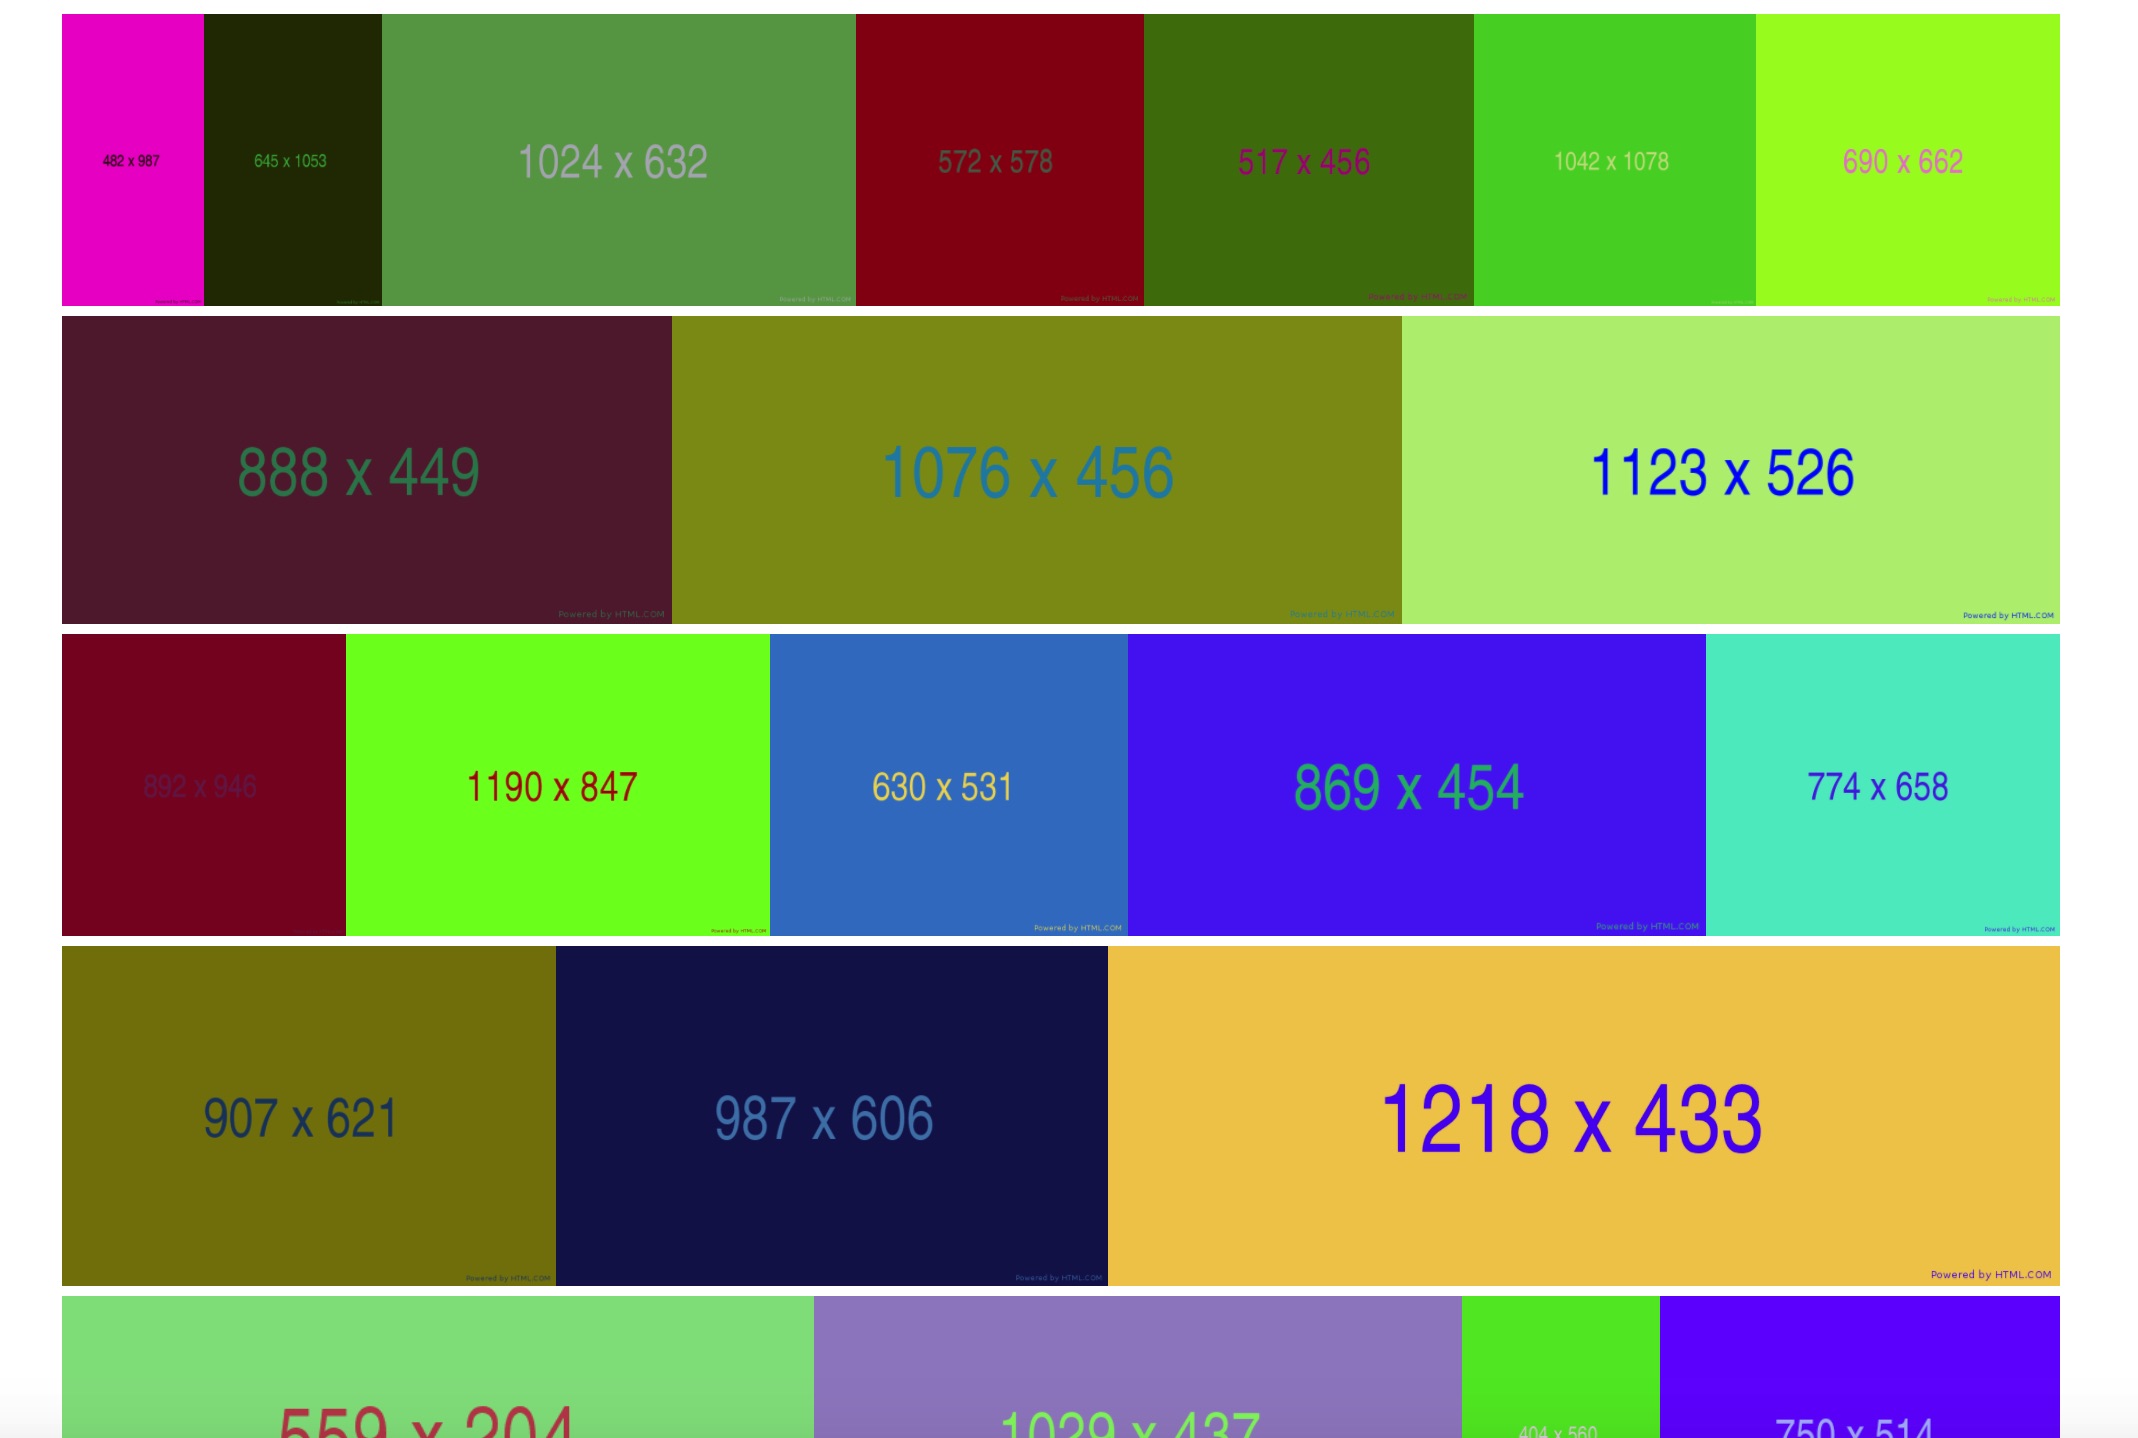 482 x 987
645 x 1053
1024 x 632
572 x 578
517 x 456
1042 x 1078
690 x 662
Powered by HTML.COM
Powered by HTML.COM
Powered by HTML.COM
Powered by HTML.COM
Powered by HTML.COM
Powered by HTML.COM
Powered by HTML.COM
888 x 449
1076 x 456
1123 x 526
Powered by HTML.COM
Powered by HTML.COM
Powered by HTML.COM
892 x 946
1190 x 847
630 x 531
869 x 454
774 x 658
Powered by HTML.COM
Powered by HTML.COM
Powered by HTML.COM
Powered by HTML.COM
907 x 621
987 x 606
1218 x 433
Powered by HTML.COM
Powered by HTML.COM
Powered by HTML.COM
559 x 204
1029 x 437
404 x 560
750 x 514